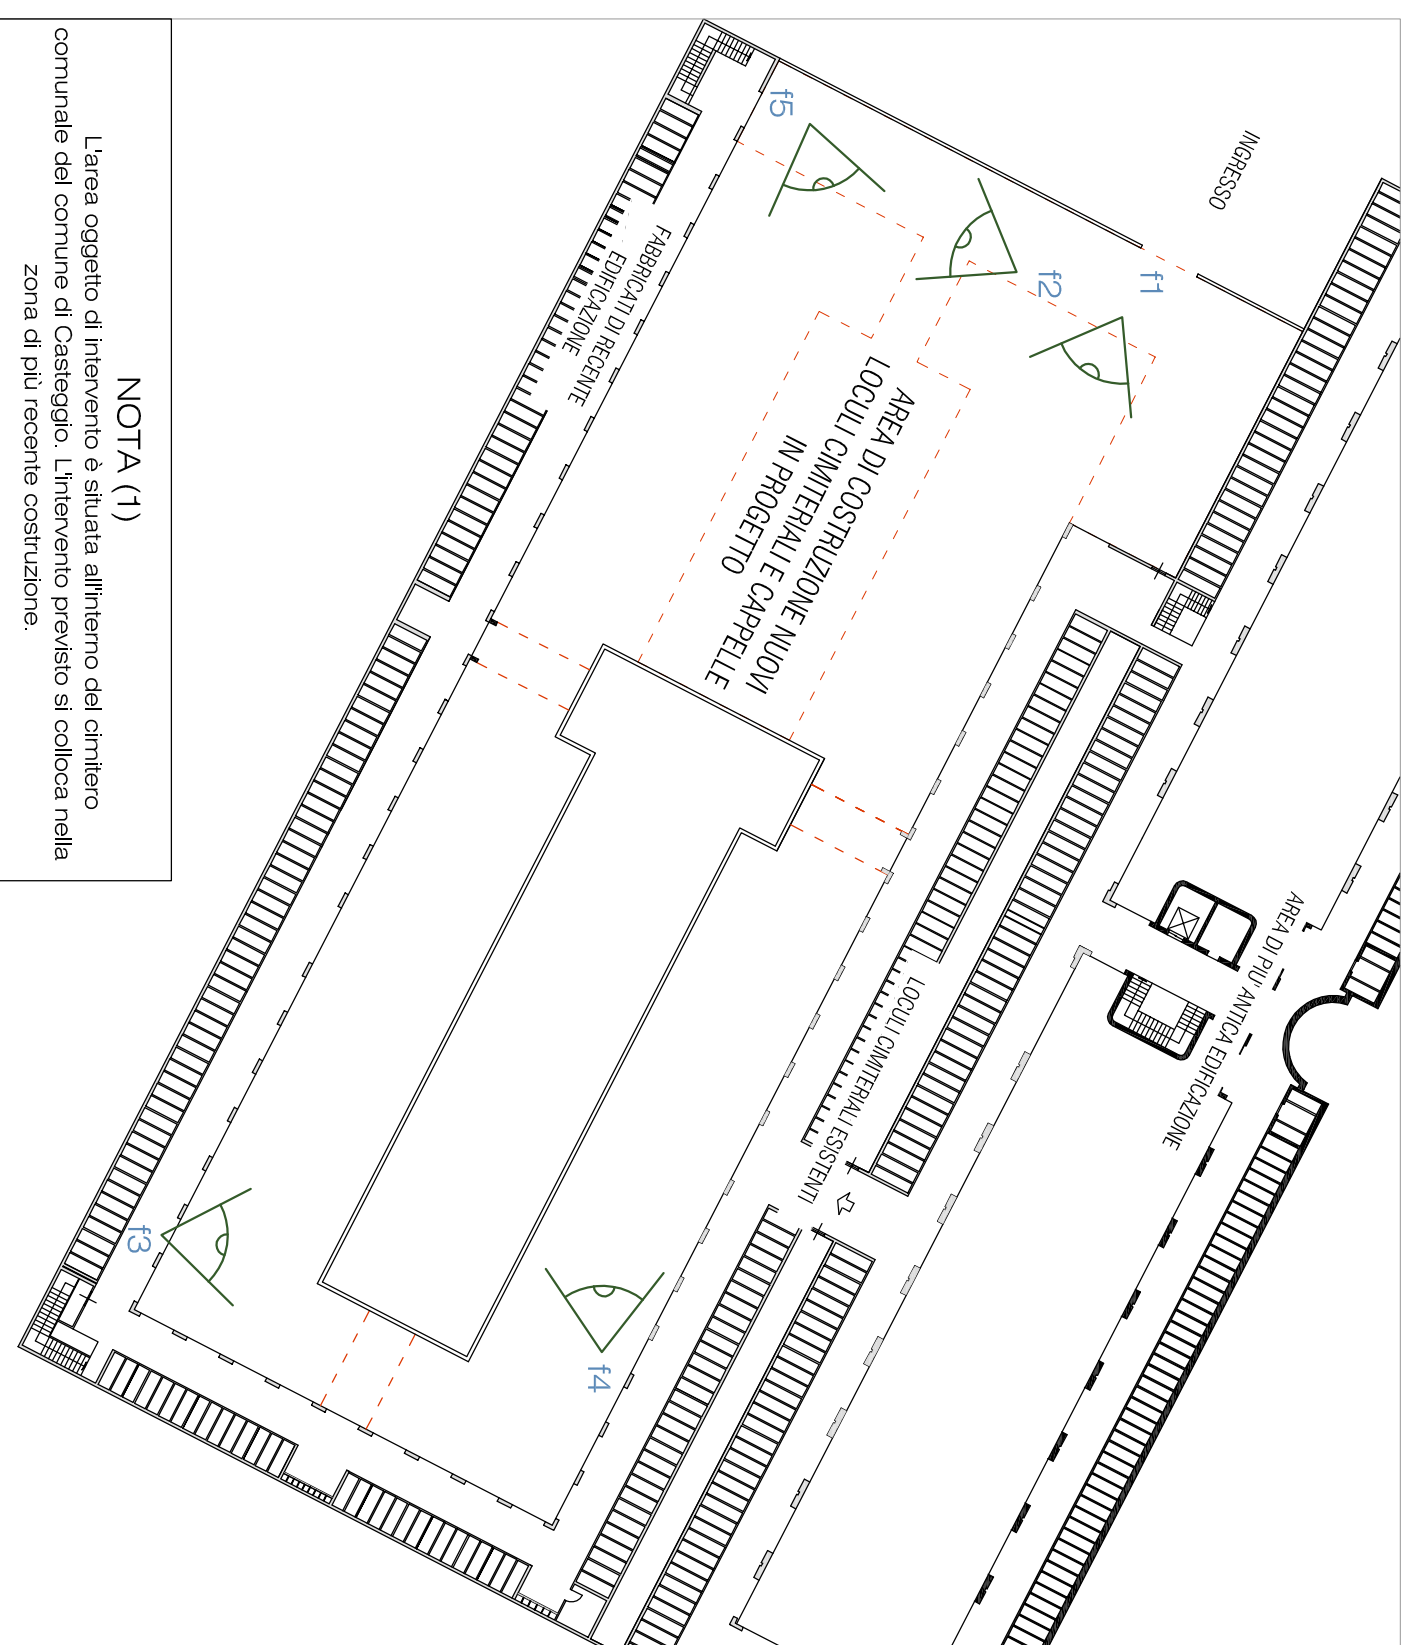 INGRESSO
f1
f2
f5
FABBRICATI DI RECENTE
EDIFICAZIONE
AREA DI COSTRUZIONE NUOVI
LOCULI CIMITERIALI E CAPPELLE
IN PROGETTO
AREA DI PIU' ANTICA EDIFICAZIONE
LOCULI CIMITERIALI ESISTENTI
f3
f4
NOTA (1)
L'area oggetto di intervento è situata all'interno del cimitero
comunale del comune di Casteggio. L'intervento previsto si colloca nella
zona di più recente costruzione.